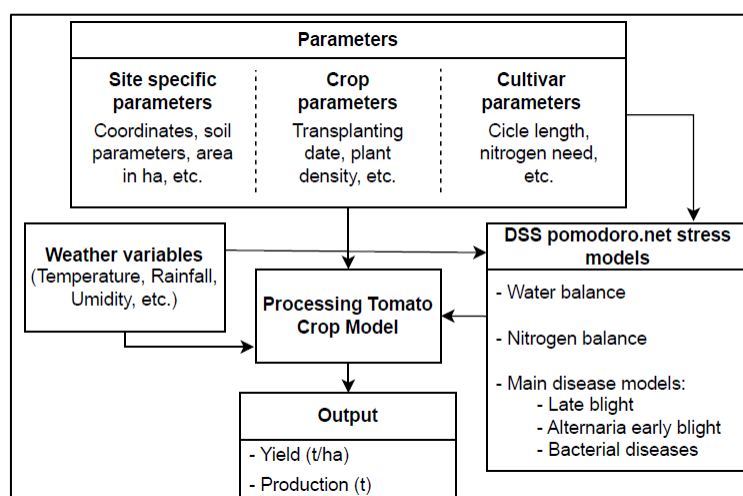 Parameters
Site specific
parameters
Coordinates, soil
parameters, area
in ha, etc.
Crop
parameters
Transplanting
date, plant
density, etc.
Cultivar
parameters
Cicle length,
nitrogen need,
etc.
Weather variables
(Temperature, Rainfall,
Umidity, etc.)
Processing Tomato
Crop Model
DSS pomodoro.net stress
models
- Water balance
- Nitrogen balance
- Main disease models:
- Late blight
- Alternaria early blight
- Bacterial diseases
Output
- Yield (t/ha)
- Production (t)